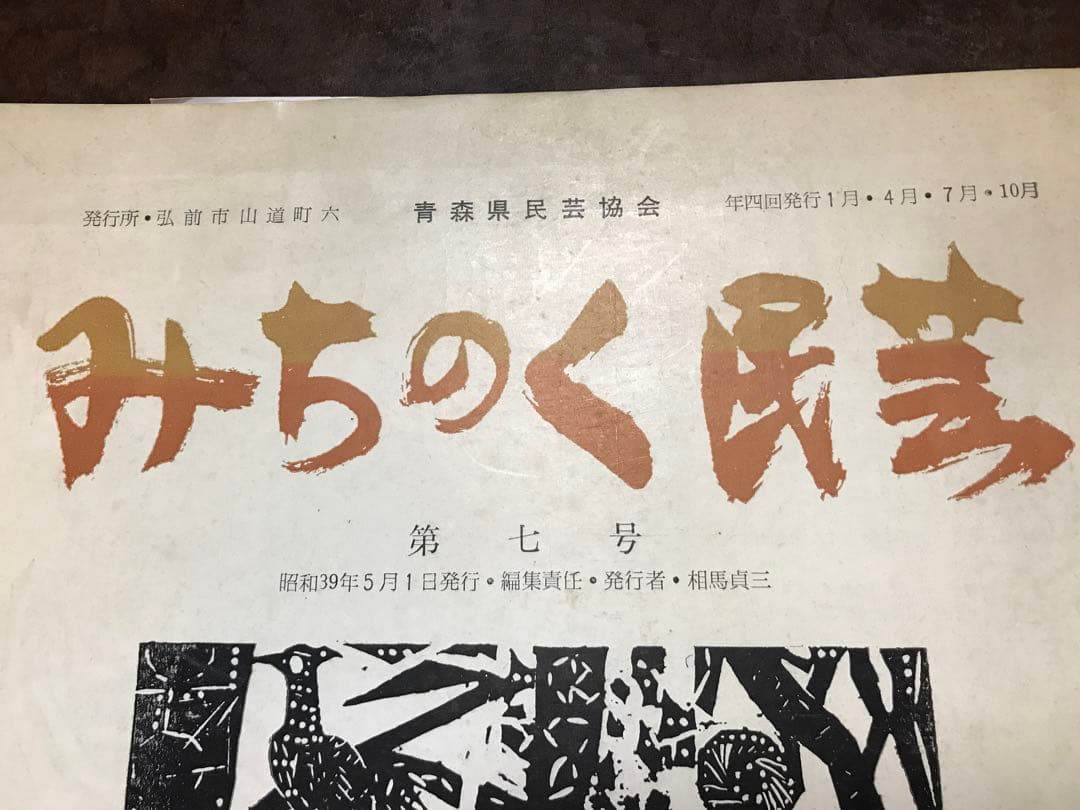 発行所・弘前市山道町六 青森県民芸協会 年四回発行1月・4月・7月・10月
みちのく民芸
第七号
昭和39年5月1日発行・編集責任・発行者・相馬貞三